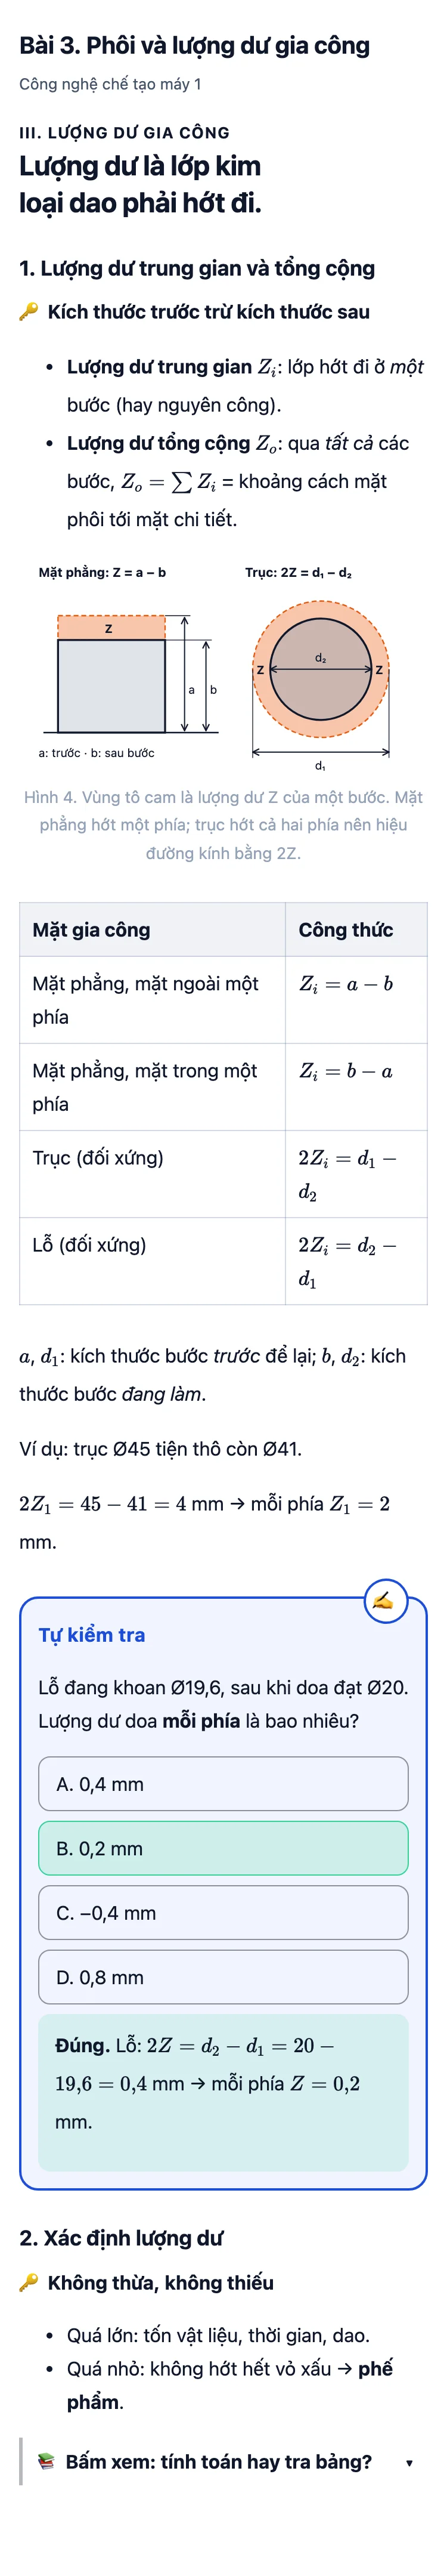 Bài 3. Phôi và lượng dư gia công
Công nghệ chế tạo máy 1
III. LƯỢNG DƯ GIA CÔNG
Lượng dư là lớp kim
loại dao phải hớt đi.
1. Lượng dư trung gian và tổng cộng
🔑 Kích thước trước trừ kích thước sau
• Lượng dư trung gian Zᵢ: lớp hớt đi ở một
bước (hay nguyên công).
• Lượng dư tổng cộng Zₒ: qua tất cả các
bước, Zₒ = ∑ Zᵢ = khoảng cách mặt
phôi tới mặt chi tiết.
Mặt phẳng: Z = a − b
Trục: 2Z = d₁ − d₂
Z
a
b
a: trước · b: sau bước
Z
d₂
Z
d₁
Hình 4. Vùng tô cam là lượng dư Z của một bước. Mặt
phẳng hớt một phía; trục hớt cả hai phía nên hiệu
đường kính bằng 2Z.
Mặt gia công
Công thức
Mặt phẳng, mặt ngoài một
phía
Zᵢ = a − b
Mặt phẳng, mặt trong một
phía
Zᵢ = b − a
Trục (đối xứng)
2Zᵢ = d₁ −
d₂
Lỗ (đối xứng)
2Zᵢ = d₂ −
d₁
a, d₁: kích thước bước trước để lại; b, d₂: kích
thước bước đang làm.
Ví dụ: trục Ø45 tiện thô còn Ø41.
2Z₁ = 45 − 41 = 4 mm → mỗi phía Z₁ = 2
mm.
✍️
Tự kiểm tra
Lỗ đang khoan Ø19,6, sau khi doa đạt Ø20.
Lượng dư doa mỗi phía là bao nhiêu?
A. 0,4 mm
B. 0,2 mm
C. −0,4 mm
D. 0,8 mm
Đúng. Lỗ: 2Z = d₂ − d₁ = 20 −
19,6 = 0,4 mm → mỗi phía Z = 0,2
mm.
2. Xác định lượng dư
🔑 Không thừa, không thiếu
• Quá lớn: tốn vật liệu, thời gian, dao.
• Quá nhỏ: không hớt hết vỏ xấu → phế
phẩm.
📚 Bấm xem: tính toán hay tra bảng? ▼